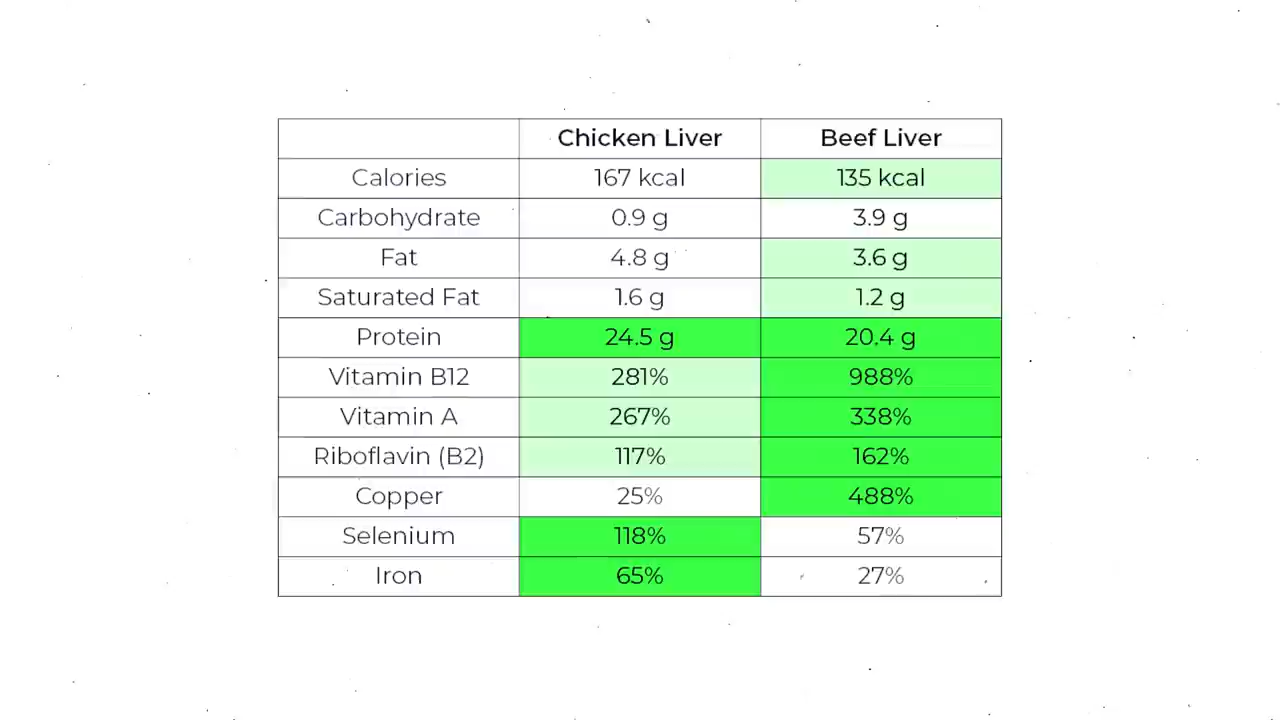 Chicken Liver Beef Liver
Calories 167 kcal 135 kcal
Carbohydrate 0.9 g 3.9 g
Fat 4.8 g 3.6 g
Saturated Fat 1.6 g 1.2 g
Protein 24.5 g 20.4 g
Vitamin B12 281% 988%
Vitamin A 267% 338%
Riboflavin (B2) 117% 162%
Copper 25% 488%
Selenium 118% 57%
Iron 65% 27%